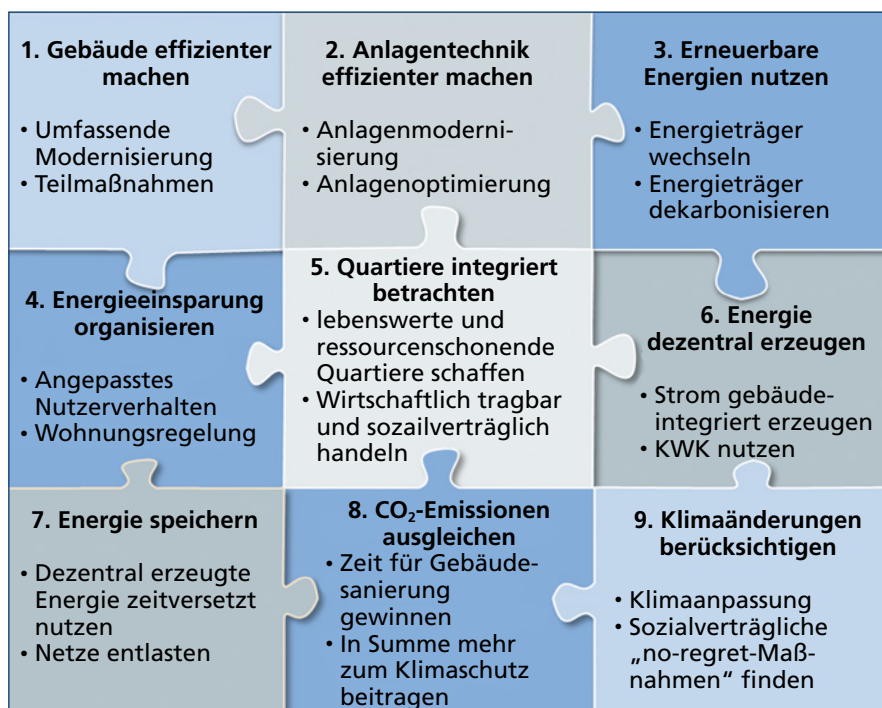 1. Gebäude effizienter
machen
• Umfassende
Modernisierung
• Teilmaßnahmen
2. Anlagentechnik
effizienter machen
• Anlagenmoderni-
sierung
• Anlagenoptimierung
3. Erneuerbare
Energien nutzen
• Energieträger
wechseln
• Energieträger
dekarbonisieren
4. Energieeinsparung
organisieren
• Angepasstes
Nutzerverhalten
• Wohnungsregelung
5. Quartiere integriert
betrachten
• lebenswerte und
ressourcenschonende
Quartiere schaffen
• Wirtschaftlich tragbar
und sozailverträglich
handeln
6. Energie
dezentral erzeugen
• Strom gebäude-
integriert erzeugen
• KWK nutzen
7. Energie speichern
• Dezentral erzeugte
Energie zeitversetzt
nutzen
• Netze entlasten
8. CO₂-Emissionen
ausgleichen
• Zeit für Gebäude-
sanierung
gewinnen
• In Summe mehr
zum Klimaschutz
beitragen
9. Klimaänderungen
berücksichtigen
• Klimaanpassung
• Sozialverträgliche
„no-regret-Maß-
nahmen“ finden